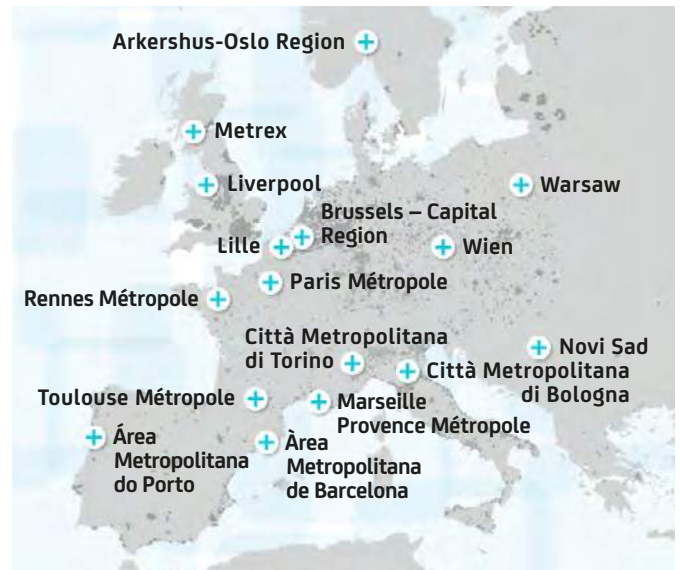 Arkershus-Oslo Region
Metrex
Liverpool
Warsaw
Brussels – Capital
Region
Lille
Wien
Paris Métropole
Rennes Métropole
Città Metropolitana
di Torino
Novi Sad
Città Metropolitana
di Bologna
Toulouse Métropole
Marseille
Provence Métropole
Área
Metropolitana
do Porto
Àrea
Metropolitana
de Barcelona